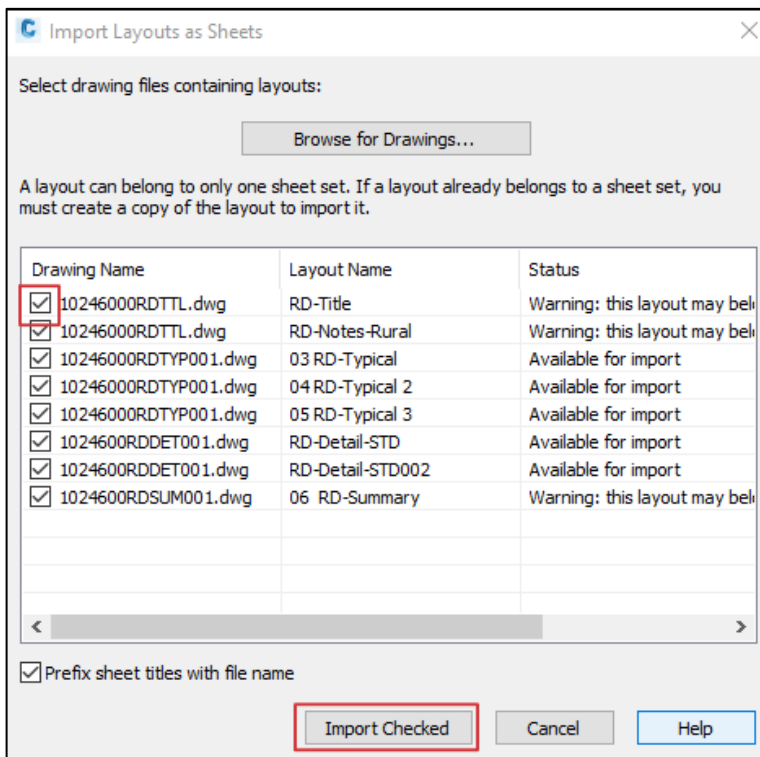 Import Layouts as Sheets
Select drawing files containing layouts:
Browse for Drawings...
A layout can belong to only one sheet set. If a layout already belongs to a sheet set, you
must create a copy of the layout to import it.
Drawing Name Layout Name Status
10246000RDTTL.dwg RD-Title Warning: this layout may
10246000RDTTL.dwg RD-Notes-Rural Warning: this layout may
10246000RDTYP001.dwg 03 RD-Typical Available for import
10246000RDTYP001.dwg 04 RD-Typical 2 Available for import
10246000RDTYP001.dwg 05 RD-Typical 3 Available for import
1024600RDDET001.dwg RD-Detail-STD Available for import
1024600RDDET001.dwg RD-Detail-STD002 Available for import
1024600RDSUM001.dwg 06 RD-Summary Warning: this layout may
Prefix sheet titles with file name
Import Checked Cancel Help